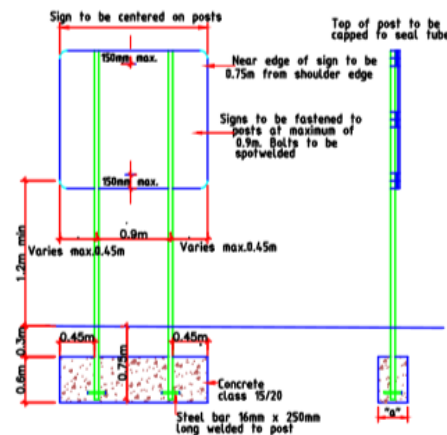 Sign to be centered on posts
Top of post to be
capped to seal tube
150mm max.
Near edge of sign to be
0.75m from shoulder edge
Signs to be fastened to
posts at maximum of
0.9m. Bolts to be
spotwelded
150mm max.
1.2m min
0.9m
Varies max.0.45m
Varies max.0.45m
0.3m
0.45m
0.45m
0.6m
0.75m
Concrete
class 15/20
"a"
Steel bar 16mm x 250mm
long welded to post